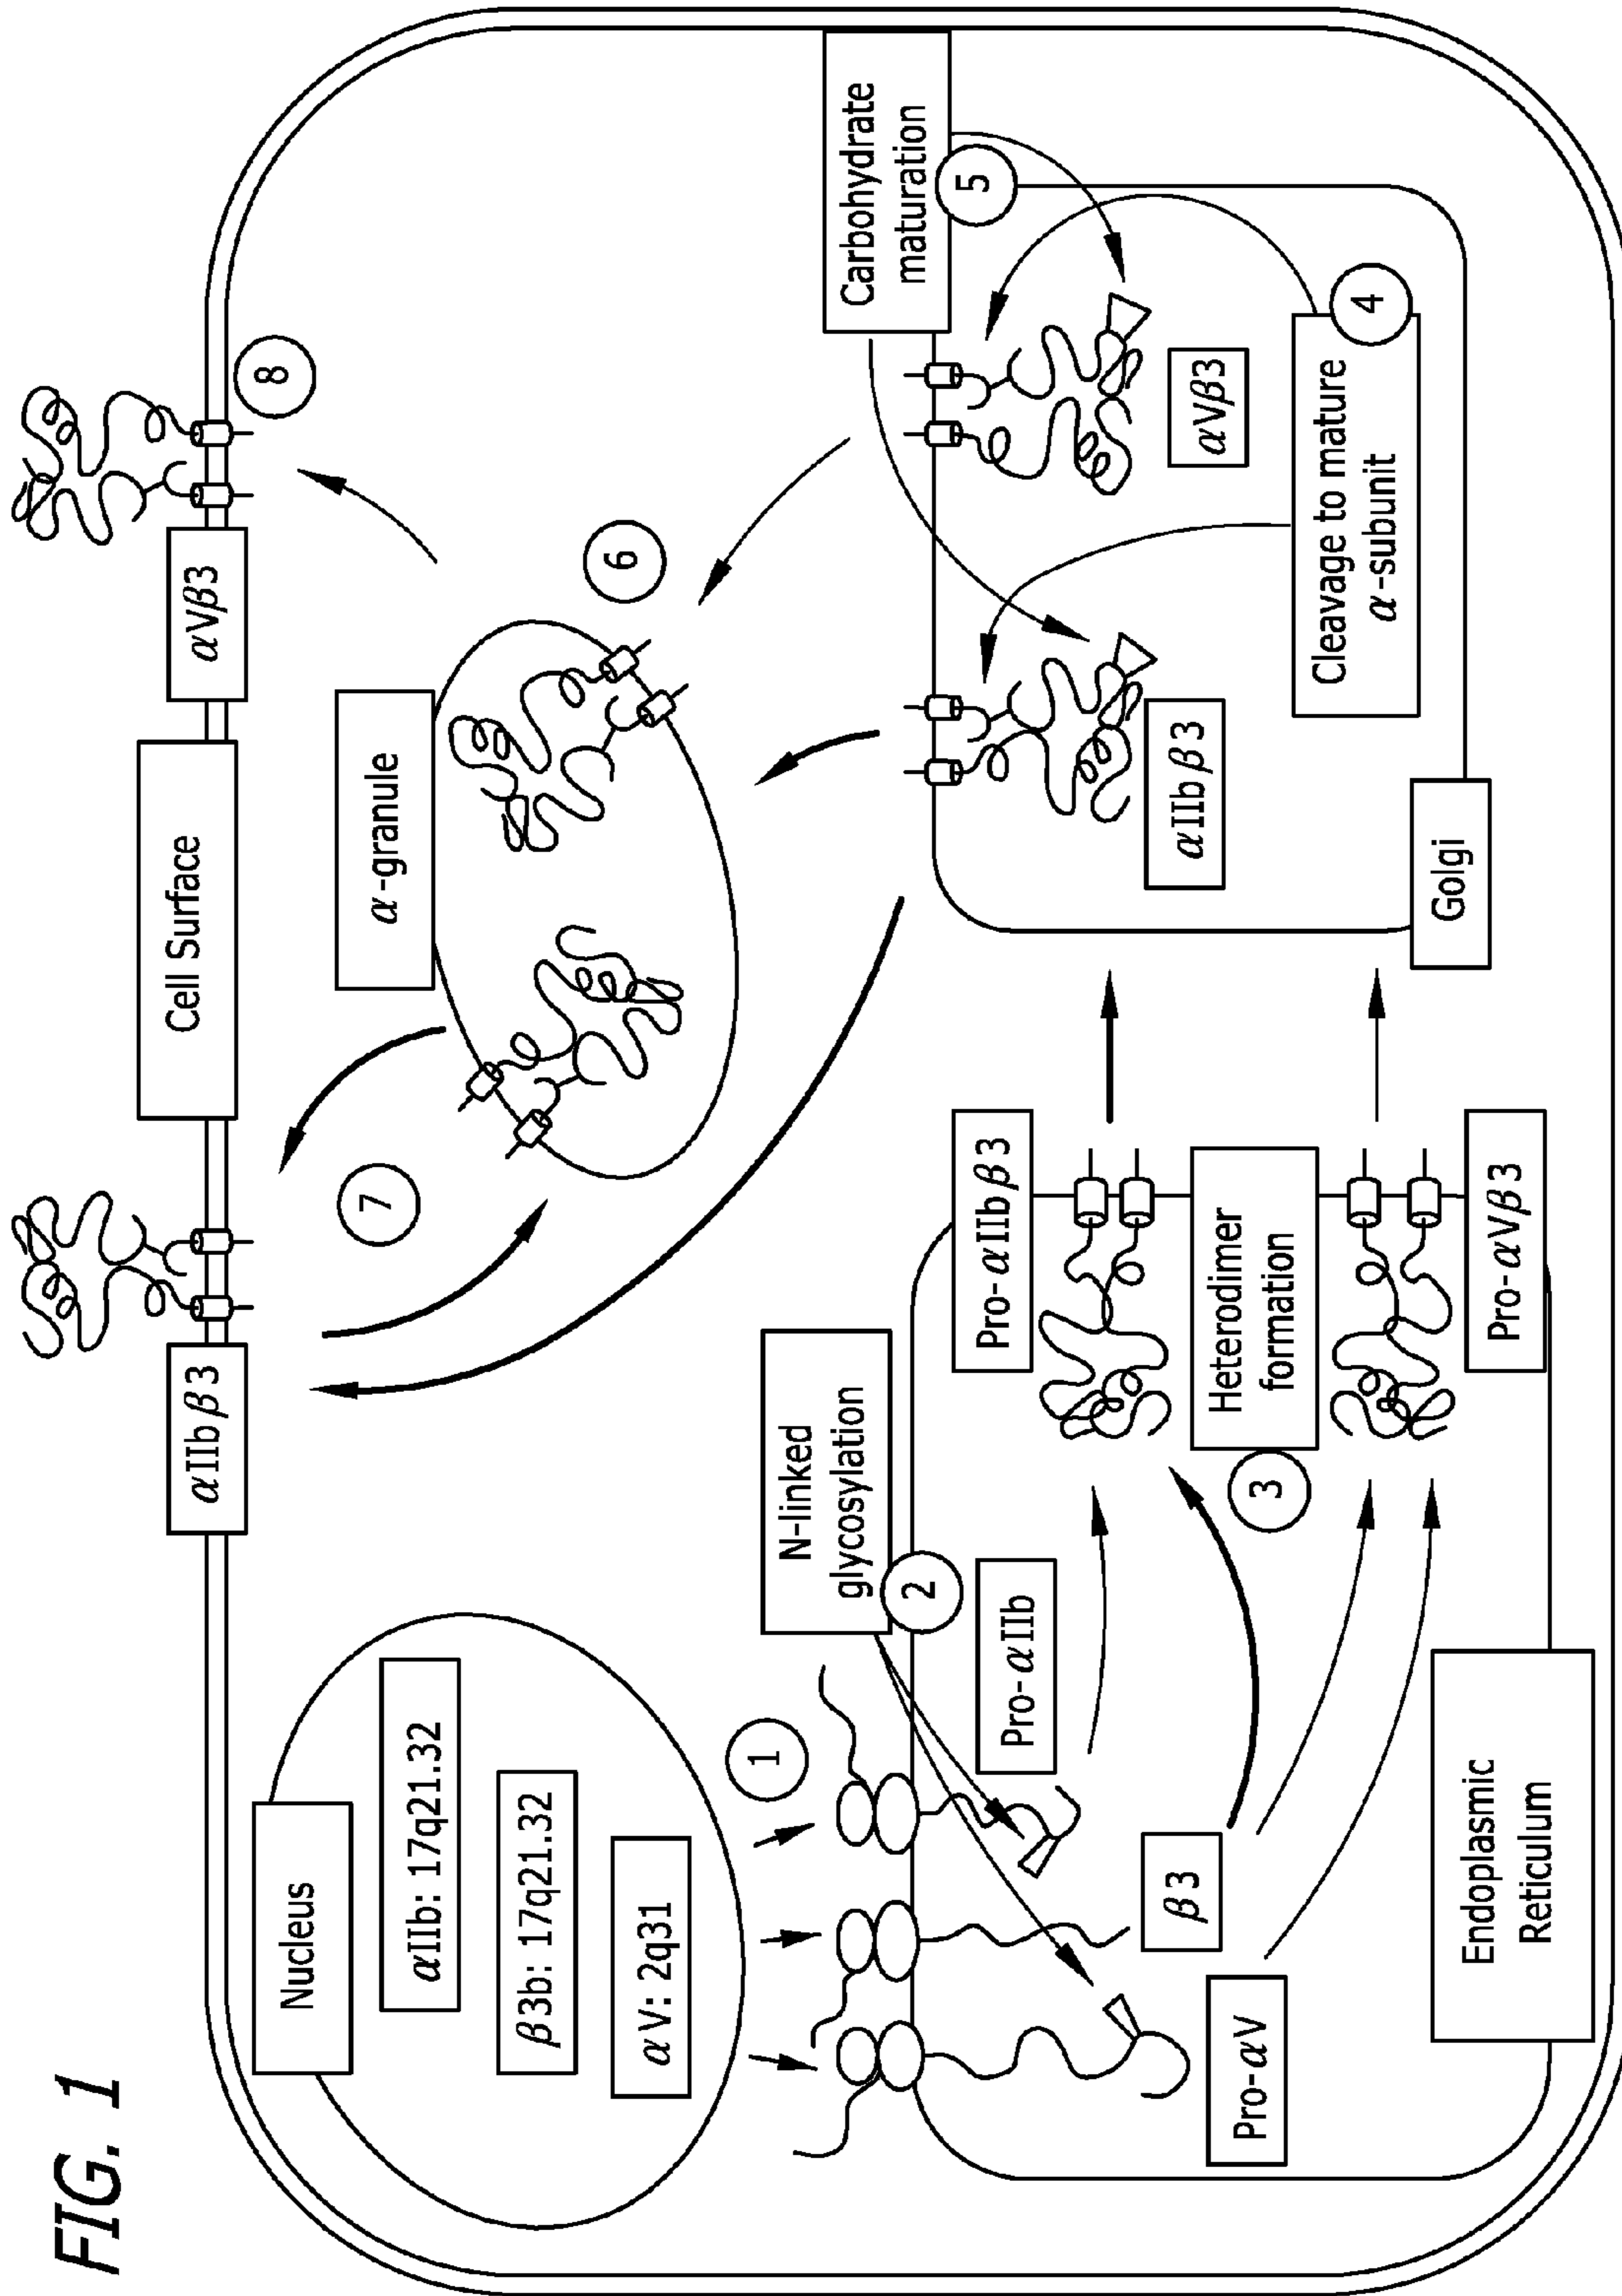 FIG. 1
αIIbβ3
Cell Surface
αVβ3
8
Nucleus
αIIb: 17q21.32
β3b: 17q21.32
αV: 2q31
7
α-granule
6
1
N-linked
glycosylation
2
Carbohydrate
maturation
5
Pro-αIIb
Pro-αIIbβ3
β3
Pro-αV
3
Heterodimer
formation
αIIbβ3
αVβ3
4
Cleavage to mature
α-subunit
Pro-αVβ3
Golgi
Endoplasmic
Reticulum